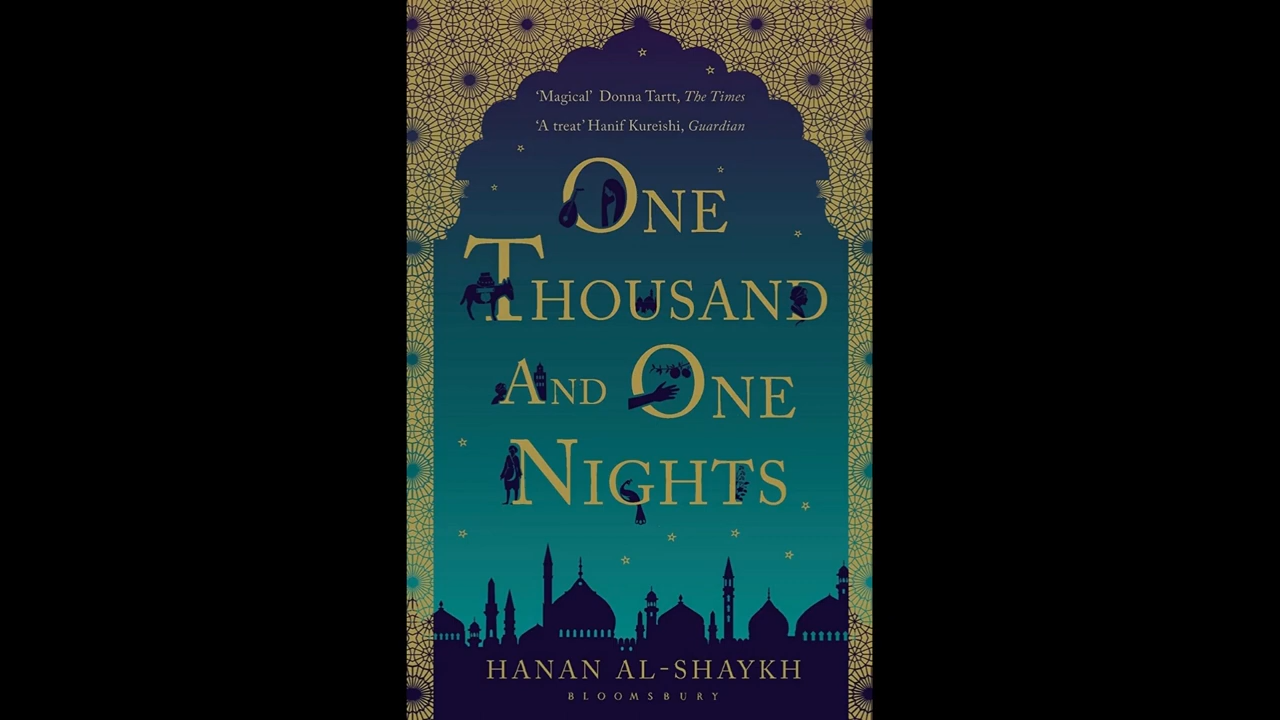 ‘Magical’ Donna Tartt, The Times
‘A treat’ Hanif Kureishi, Guardian
ONE
THOUSAND
AND ONE
NIGHTS
HANAN AL-SHAYKH
BLOOMSBURY